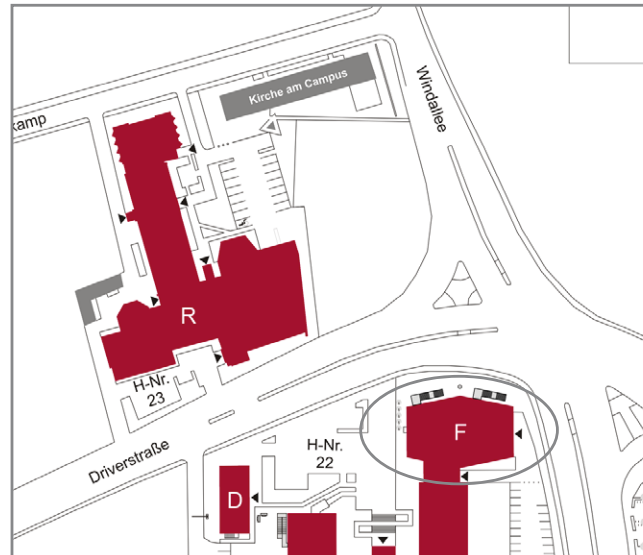 Kirche am Campus
kamp
Windallee
R
H-Nr.
23
F
H-Nr.
22
Driverstraße
D